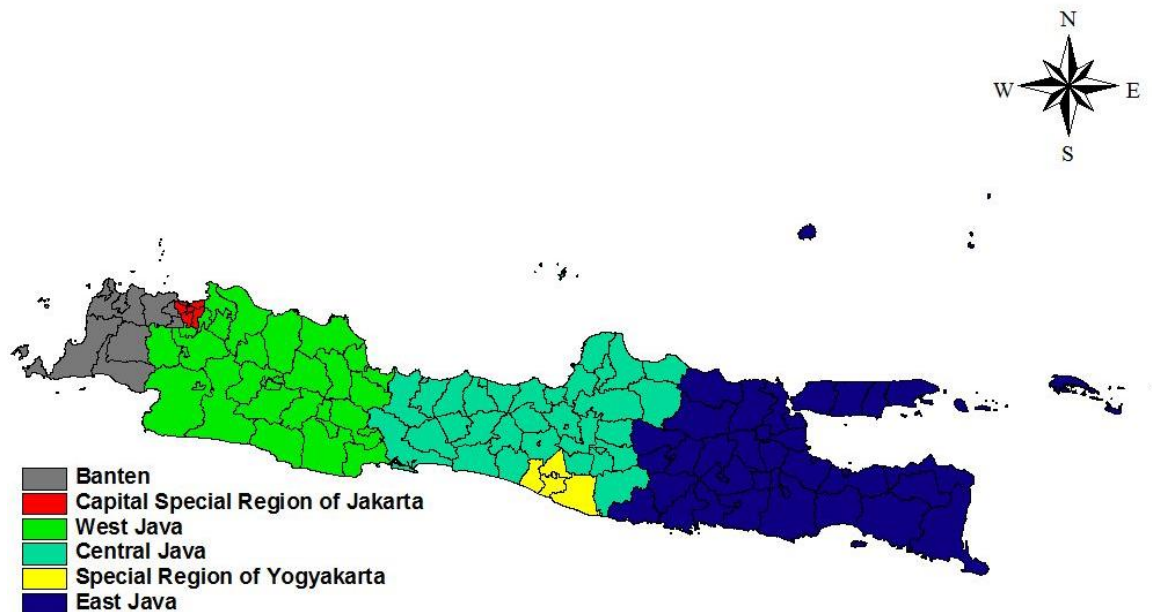 N
W E
S
Banten
Capital Special Region of Jakarta
West Java
Central Java
Special Region of Yogyakarta
East Java